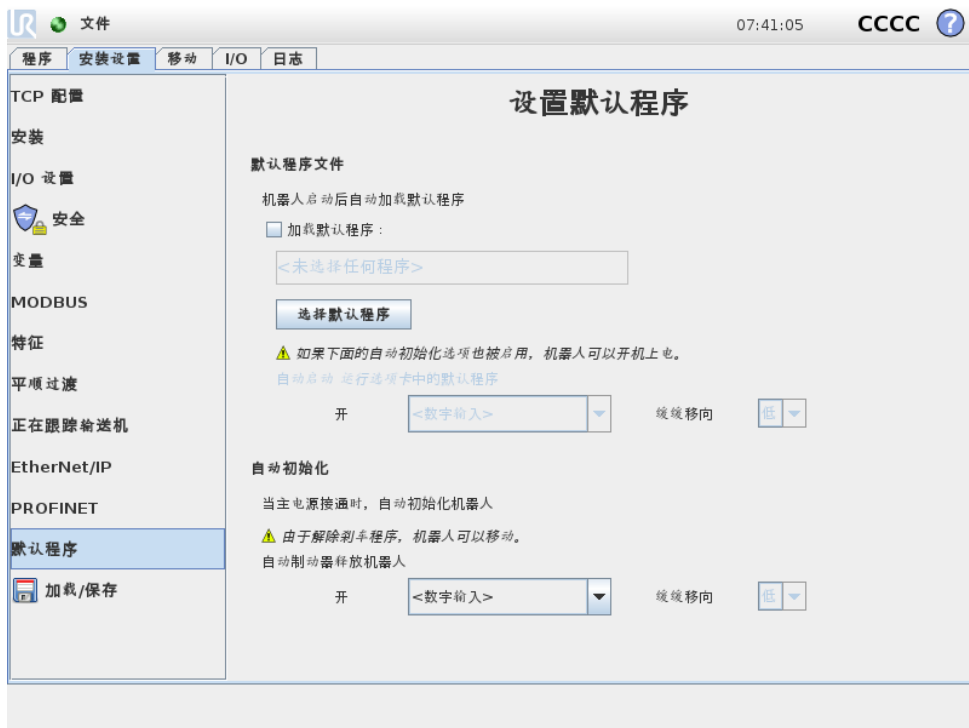 UR 文件 07:41:05 CCCC ?
程序 安装设置 移动 I/O 日志
TCP 配置
安装
I/O 设置
安全
变量
MODBUS
特征
平顺过渡
正在跟踪输送机
EtherNet/IP
PROFINET
默认程序
加载/保存
设置默认程序
默认程序文件
机器人启动后自动加载默认程序
加载默认程序：
<未选择任何程序>
选择默认程序
如果下面的自动初始化选项也被启用，机器人可以开机上电。
自动启动 运行选项卡中的默认程序
开 <数字输入> 缓缓移向 低
自动初始化
当主电源接通时，自动初始化机器人
由于解除刹车程序，机器人可以移动。
自动制动器释放机器人
开 <数字输入> 缓缓移向 低